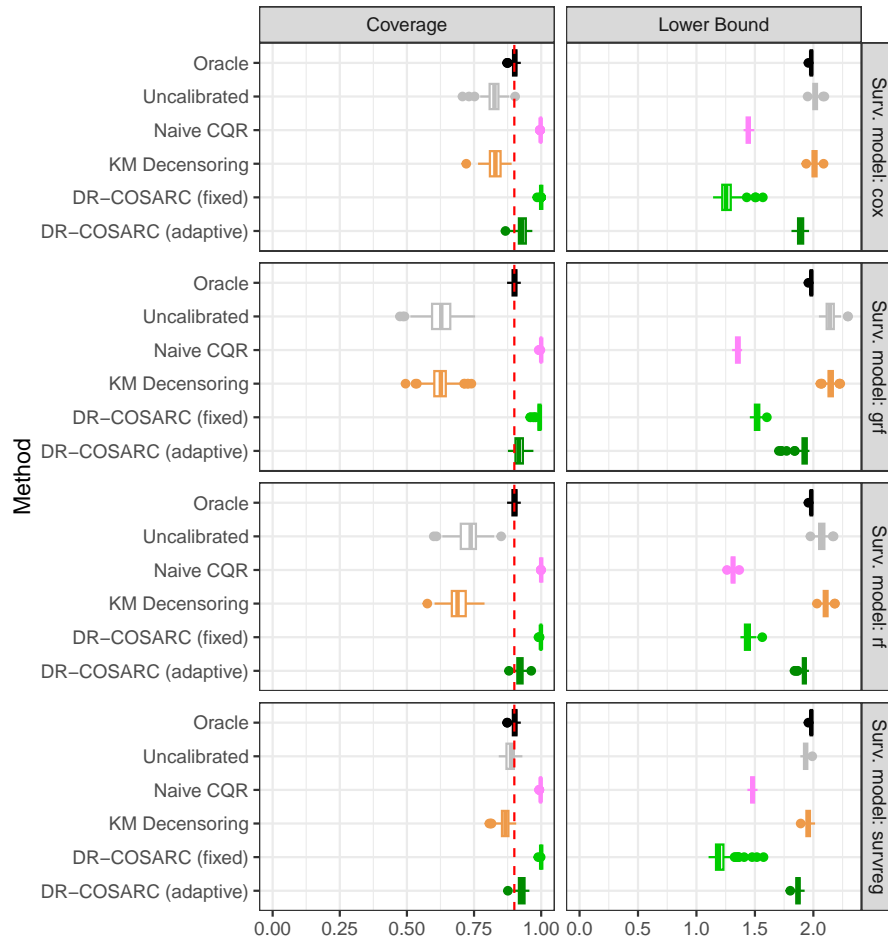 Coverage
Lower Bound
Oracle
Uncalibrated
Naive CQR
KM Decensoring
DR−COSARC (fixed)
DR−COSARC (adaptive)
Surv. model: cox
Oracle
Uncalibrated
Naive CQR
KM Decensoring
DR−COSARC (fixed)
DR−COSARC (adaptive)
Surv. model: grf
Method
Oracle
Uncalibrated
Naive CQR
KM Decensoring
DR−COSARC (fixed)
DR−COSARC (adaptive)
Surv. model: rf
Oracle
Uncalibrated
Naive CQR
KM Decensoring
DR−COSARC (fixed)
DR−COSARC (adaptive)
Surv. model: survreg
0.00 0.25 0.50 0.75 1.00 0.0 0.5 1.0 1.5 2.0